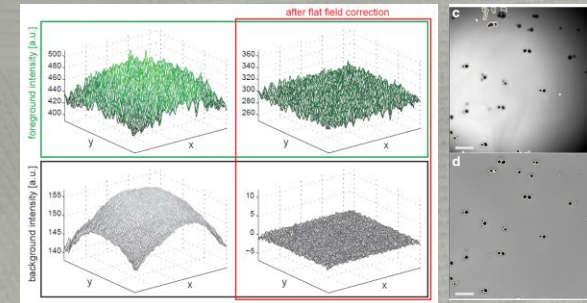 after flat field correction
foreground intensity [a.u.]
500
480
460
440
420
400
y
x
360
340
320
300
280
260
y
x
background intensity [a.u.]
155
150
145
140
y
x
10
5
0
−5
y
x
c
d